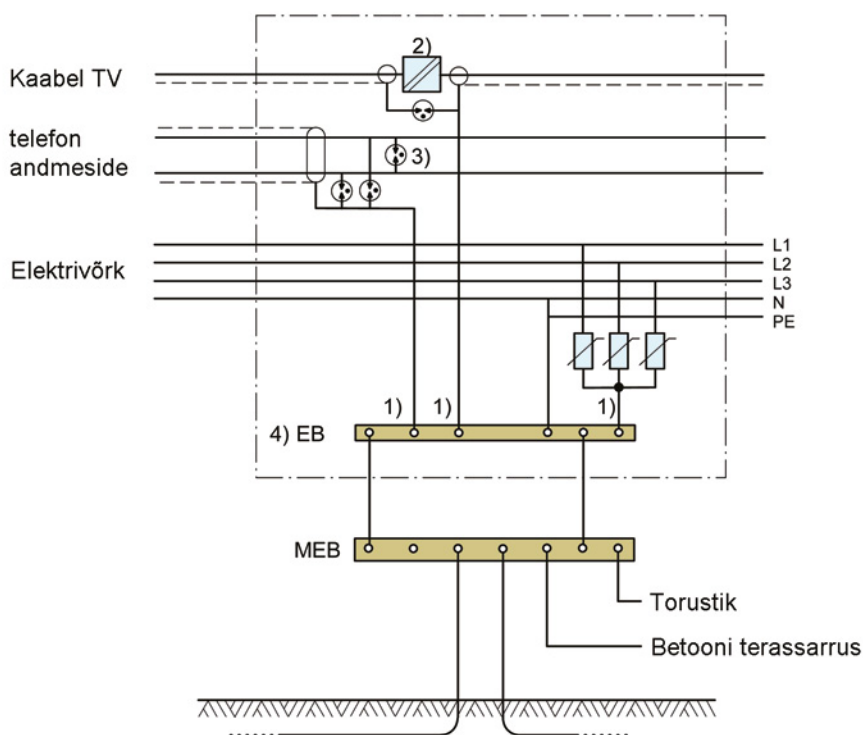 2)
Kaabel TV
telefon
andmeside
3)
Elektrivõrk
L1
L2
L3
N
PE
1)
1)
1)
4) EB
MEB
Torustik
Betooni terassarrus